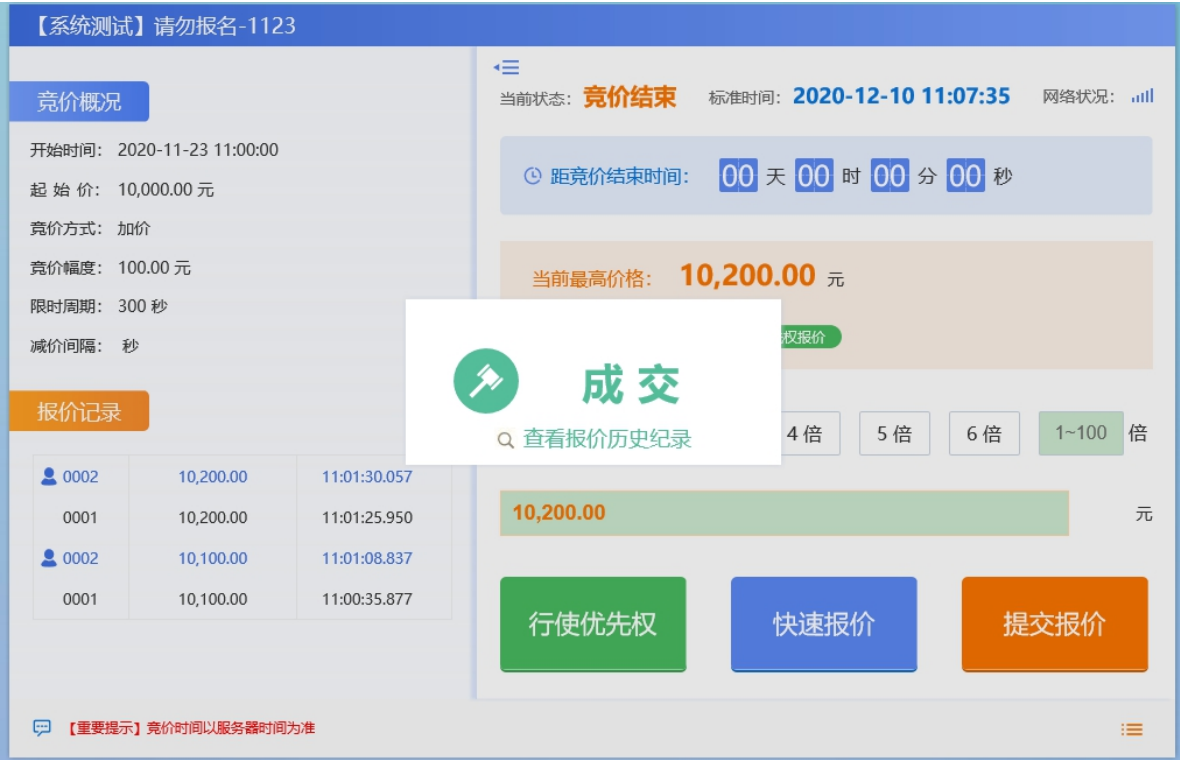 【系统测试】请勿报名-1123
竞价概况
开始时间： 2020-11-23 11:00:00
起 始 价： 10,000.00 元
竞价方式： 加价
竞价幅度： 100.00 元
限时周期： 300 秒
减价间隔： 秒
报价记录
0002 10,200.00 11:01:30.057
0001 10,200.00 11:01:25.950
0002 10,100.00 11:01:08.837
0001 10,100.00 11:00:35.877
当前状态： 竞价结束 标准时间： 2020-12-10 11:07:35 网络状况：
距竞价结束时间： 00 天 00 时 00 分 00 秒
当前最高价格： 10,200.00 元
权报价
成交
查看报价历史纪录
4 倍 5 倍 6 倍 1~100 倍
10,200.00 元
行使优先权 快速报价 提交报价
【重要提示】竞价时间以服务器时间为准